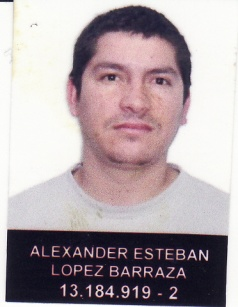 ALEXANDER ESTEBAN
LOPEZ BARRAZA
13.184.919 - 2